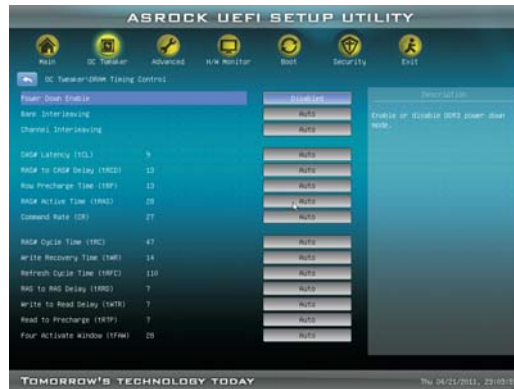 ASROCK UEFI SETUP UTILITY
Main OC Tweaker Advanced H/W Monitor Boot Security Exit
OC Tweaker\DRAM Timing Control
Power Down Enable Disabled
Bank Interleaving Auto
Channel Interleaving Auto
CAS# Latency (tCL) 9 Auto
RAS# to CAS# Delay (tRCD) 13 Auto
Row Precharge Time (tRP) 13 Auto
RAS# Active Time (tRAS) 28 Auto
Command Rate (CR) 2T Auto
RAS# Cycle Time (tRC) 47 Auto
Write Recovery Time (tWR) 14 Auto
Refresh Cycle Time (tRFC) 110 Auto
RAS to RAS Delay (tRRD) 7 Auto
Write to Read Delay (tWTR) 7 Auto
Read to Precharge (tRTP) 7 Auto
Four Activate Window (tFAW) 28 Auto
Description
Enable or disable DDR3 power down
mode.
TOMORROW'S TECHNOLOGY TODAY
Thu 04/21/2011,